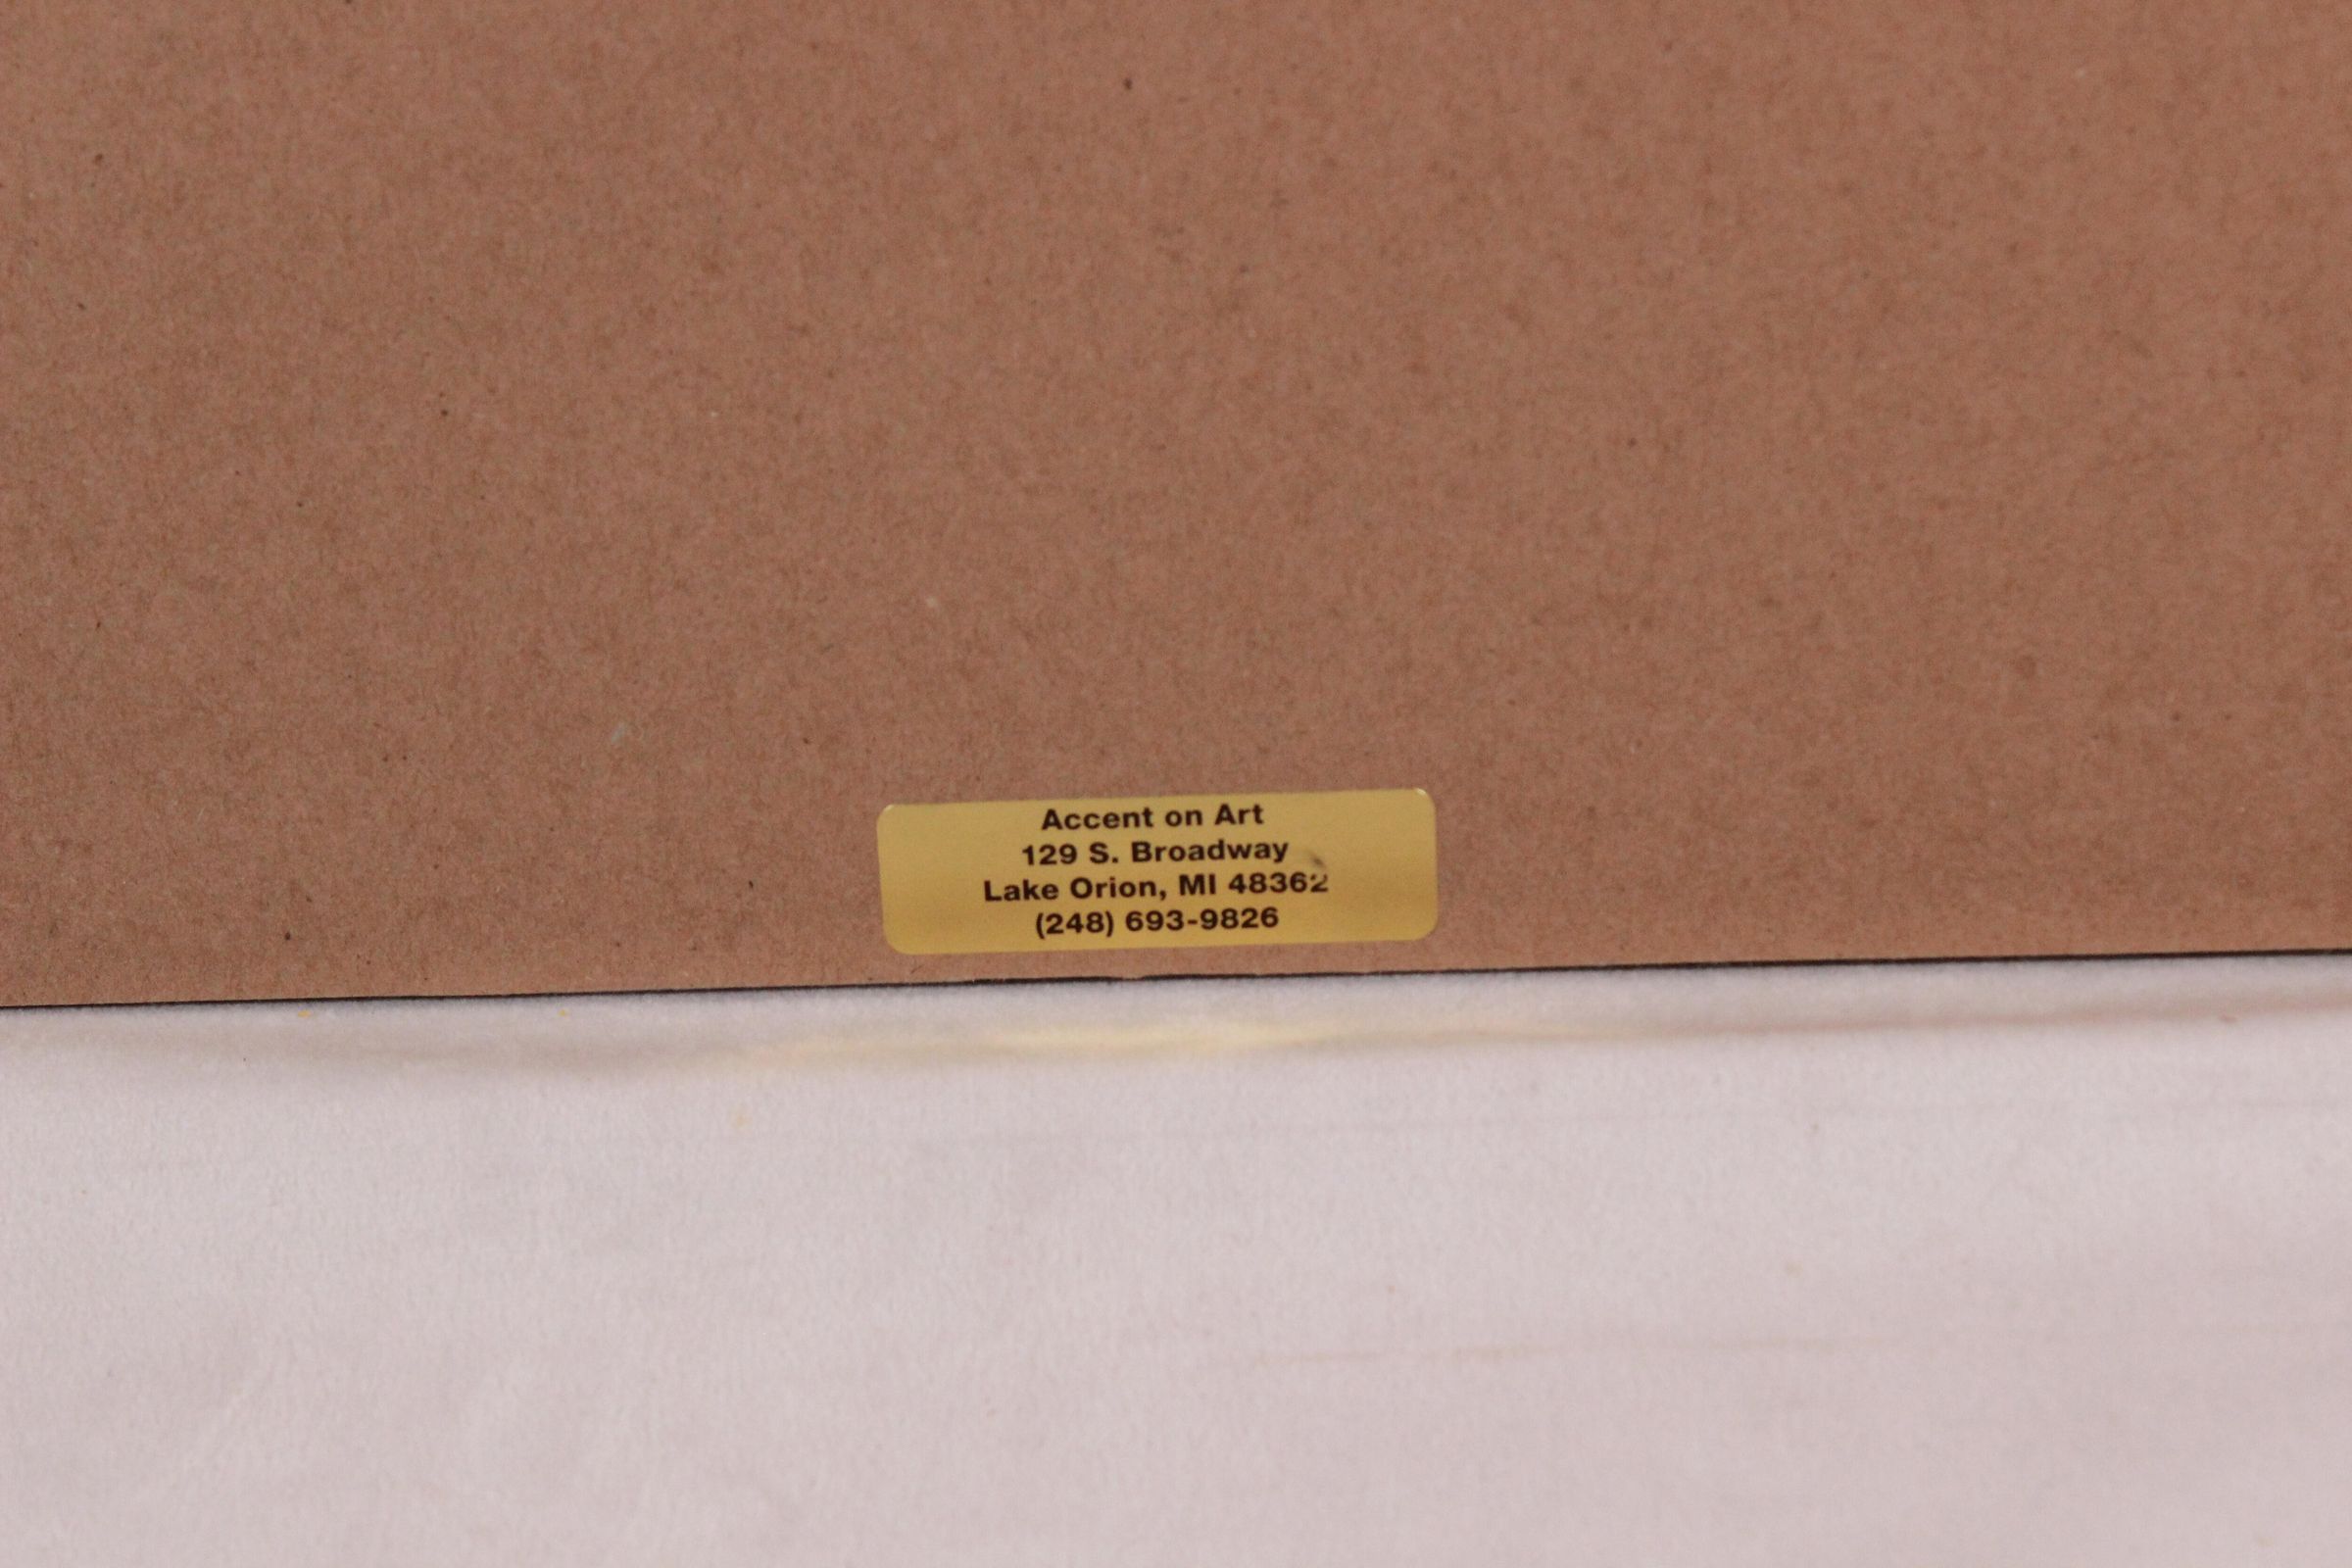 Accent on Art
129 S. Broadway
Lake Orion, MI 48362
(248) 693-9826